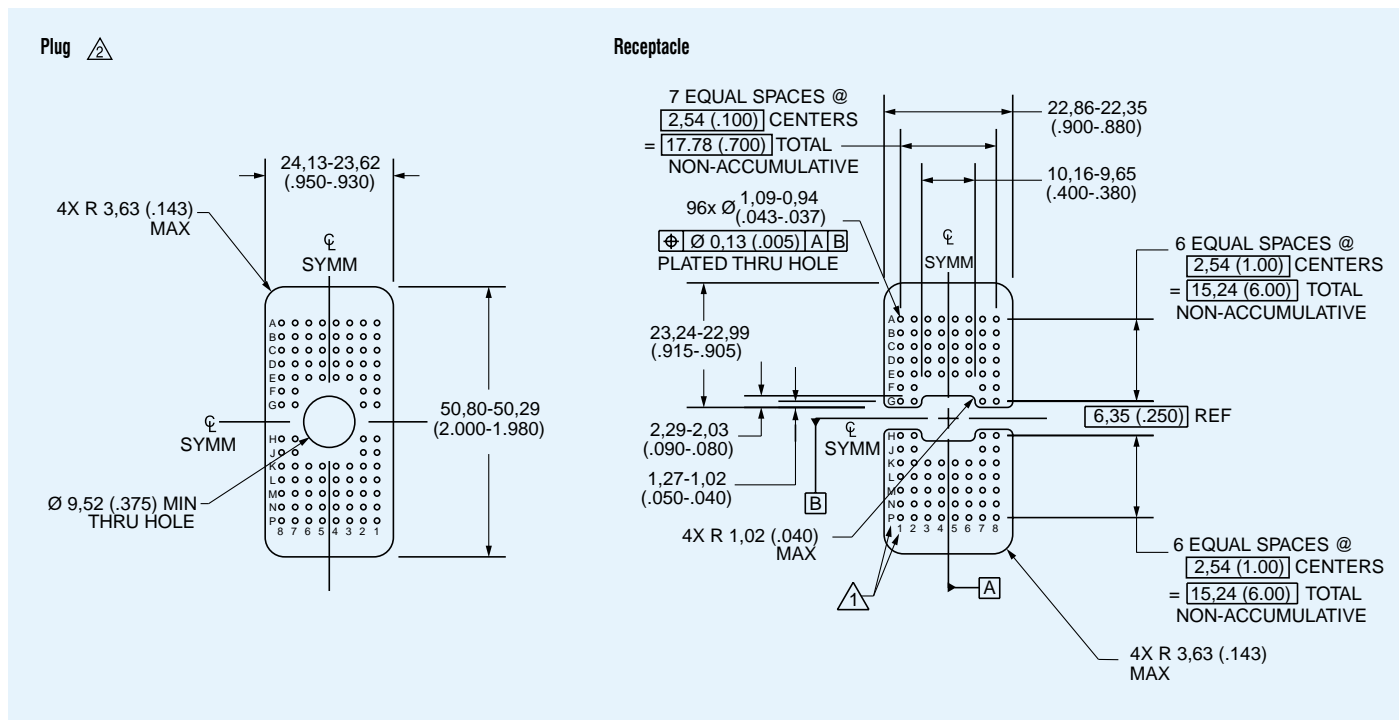 Plug 2
24,13-23,62
(.950-.930)
4X R 3,63 (.143)
MAX
CL
SYMM
A
B
C
D
E
F
G
CL
SYMM
50,80-50,29
(2.000-1.980)
H
J
K
L
M
N
P
8 7 6 5 4 3 2 1
Ø 9,52 (.375) MIN
THRU HOLE
Receptacle
7 EQUAL SPACES @
2,54 (.100) CENTERS
= 17.78 (.700) TOTAL
NON-ACCUMULATIVE
22,86-22,35
(.900-.880)
10,16-9,65
(.400-.380)
96x Ø 1,09-0,94
(.043-.037)
⌖ Ø 0,13 (.005) A B
PLATED THRU HOLE
CL
SYMM
6 EQUAL SPACES @
2,54 (1.00) CENTERS
= 15,24 (6.00) TOTAL
NON-ACCUMULATIVE
23,24-22,99
(.915-.905)
A
B
C
D
E
F
G
6,35 (.250) REF
2,29-2,03
(.090-.080)
CL
SYMM
1,27-1,02
(.050-.040)
B
H
J
K
L
M
N
P
1 2 3 4 5 6 7 8
4X R 1,02 (.040)
MAX
1
A
6 EQUAL SPACES @
2,54 (1.00) CENTERS
= 15,24 (6.00) TOTAL
NON-ACCUMULATIVE
4X R 3,63 (.143)
MAX